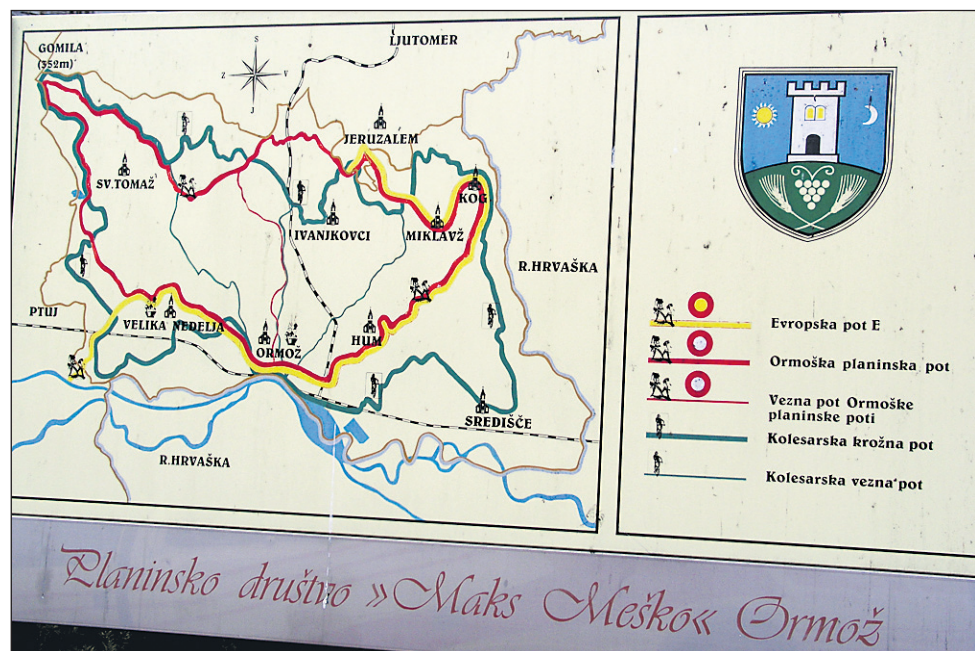 GOMILA
(352m)
S
Z
V
J
LJUTOMER
JERUZALEM
SV.TOMAŽ
KOG
IVANJKOVCI
MIKLAVŽ
R.HRVAŠKA
PTUJ
VELIKA NEDELJA
ORMOŽ
HUM
SREDIŠČE
R.HRVAŠKA
Evropska pot E
Ormoška planinska pot
Vezna pot Ormoške
planinske poti
Kolesarska krožna pot
Kolesarska vezna pot
Planinsko društvo »Maks Meško« Ormož